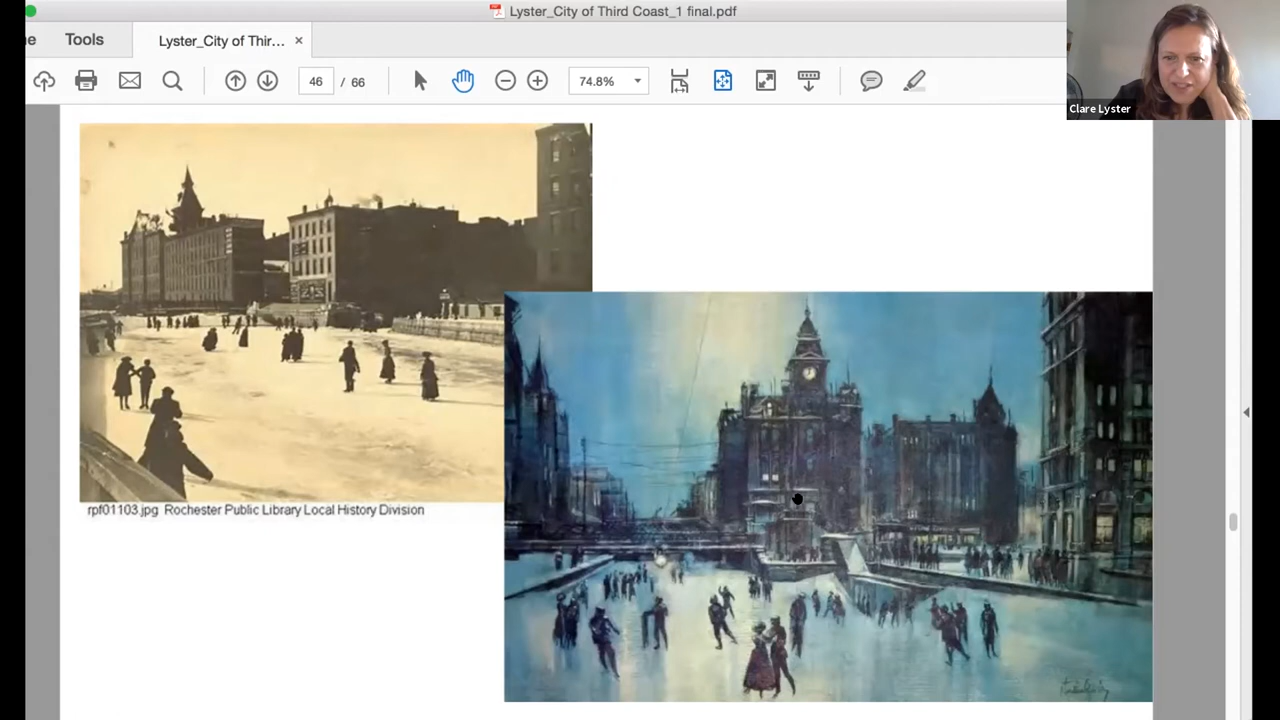 Lyster_City of Third Coast_1 final.pdf
Tools
Lyster_City of Thir...
46 / 66
74.8%
Clare Lyster
rpf01103.jpg Rochester Public Library Local History Division